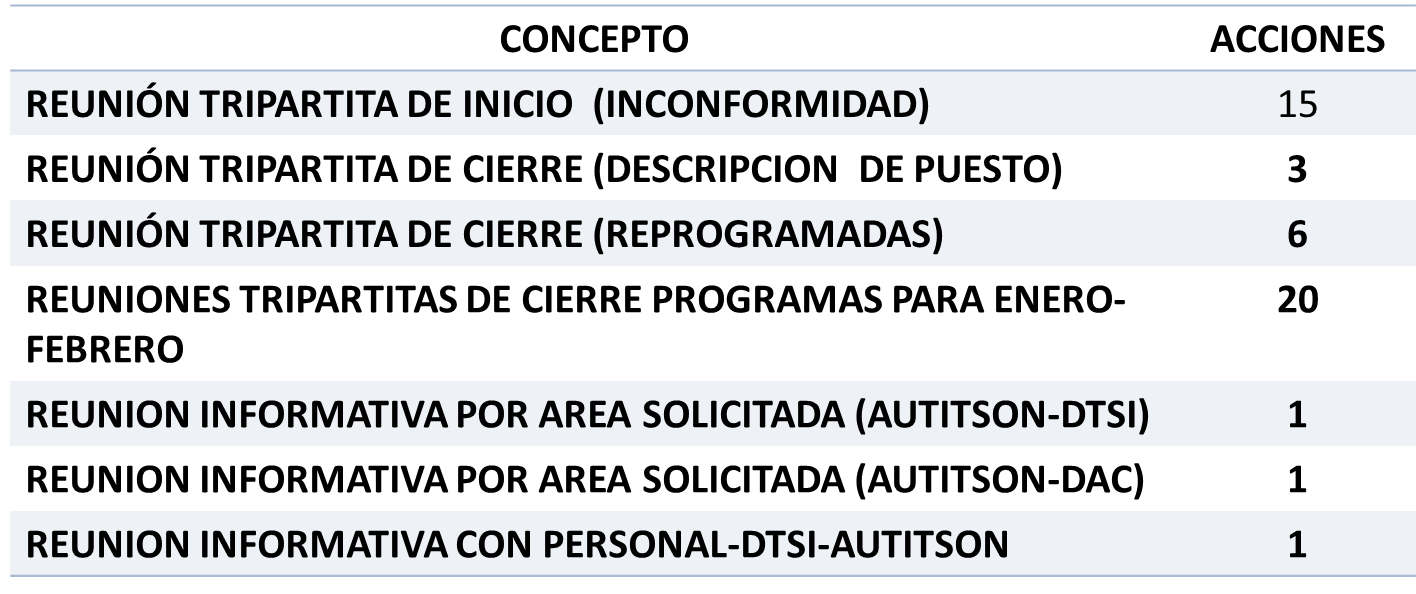 CONCEPTO ACCIONES
REUNIÓN TRIPARTITA DE INICIO (INCONFORMIDAD) 15
REUNIÓN TRIPARTITA DE CIERRE (DESCRIPCION DE PUESTO) 3
REUNIÓN TRIPARTITA DE CIERRE (REPROGRAMADAS) 6
REUNIONES TRIPARTITAS DE CIERRE PROGRAMAS PARA ENERO- 20
FEBRERO
REUNION INFORMATIVA POR AREA SOLICITADA (AUTITSON-DTSI) 1
REUNION INFORMATIVA POR AREA SOLICITADA (AUTITSON-DAC) 1
REUNION INFORMATIVA CON PERSONAL-DTSI-AUTITSON 1